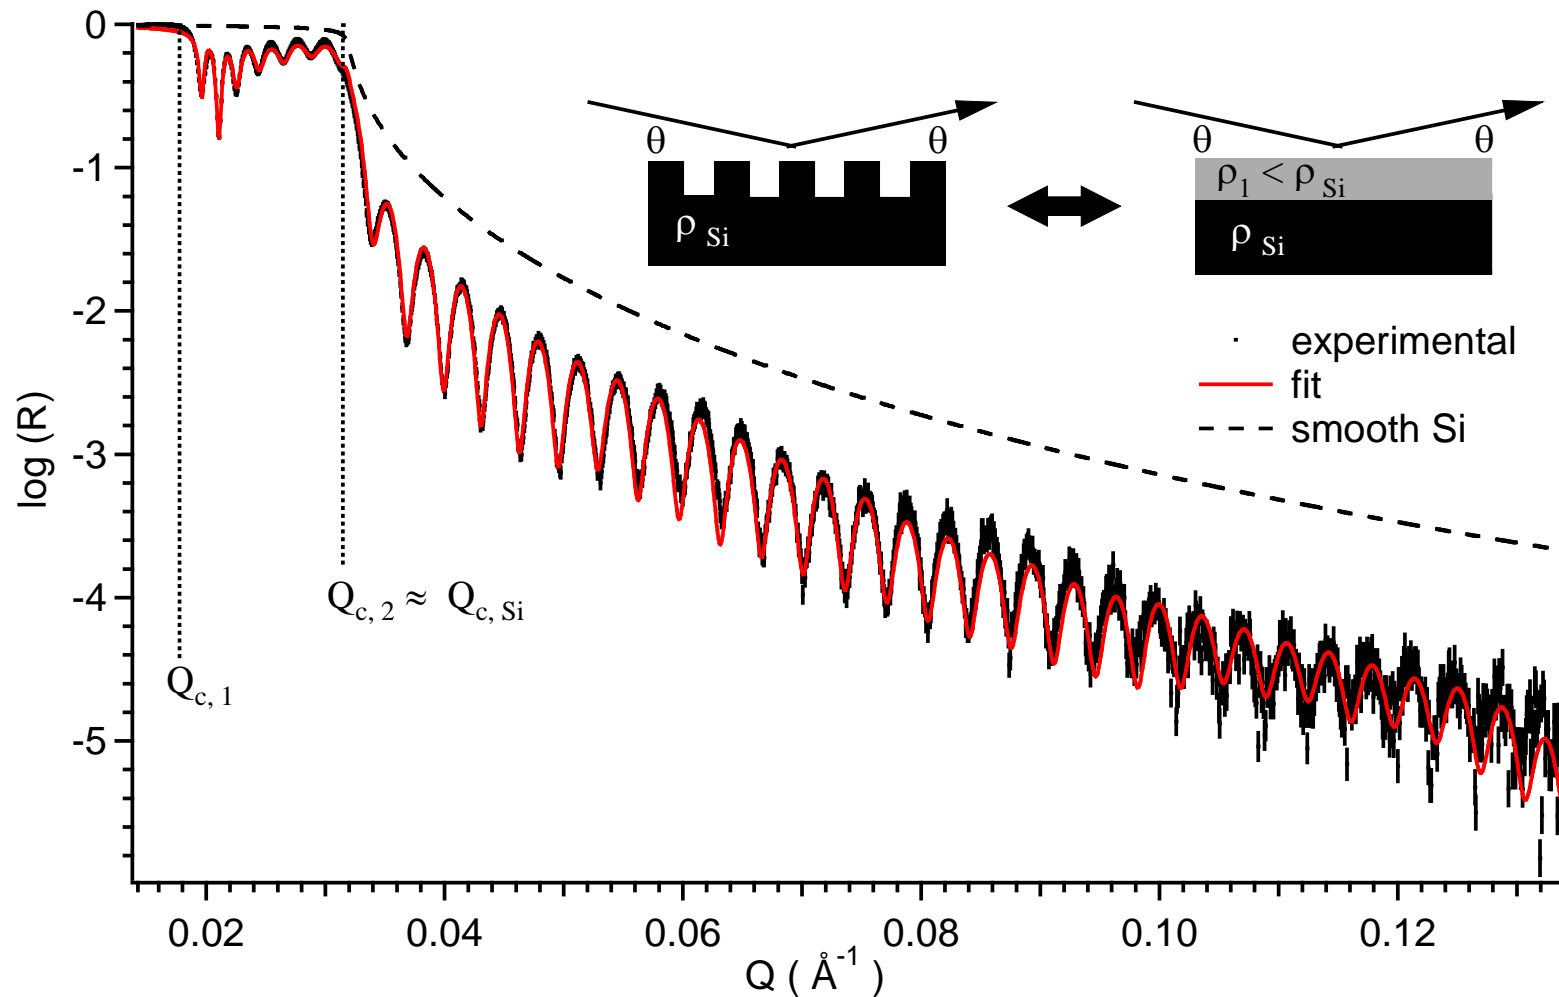 0
-1
-2
-3
-4
-5
log (R)
0.02
0.04
0.06
0.08
0.10
0.12
Q ( Å-1 )
θ θ
ρ Si
θ θ
ρ1 < ρ Si
ρ Si
experimental
fit
smooth Si
Qc, 2 ≈ Qc, Si
Qc, 1